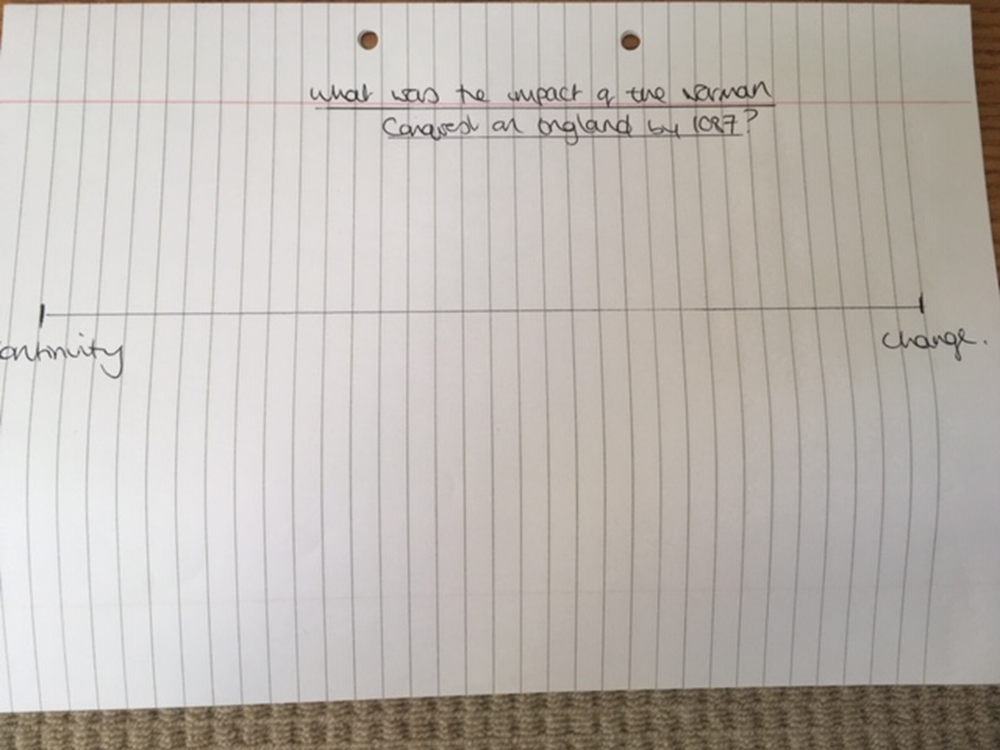 What was the impact of the Norman
Conquest on England by 1087?
ontinuity
Change.